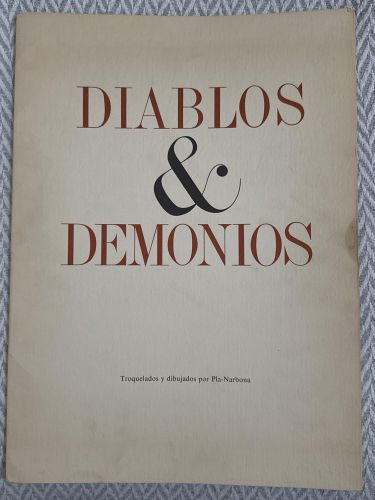 DIABLOS
&
DEMONIOS
Troquelados y dibujados por Pla-Narbona